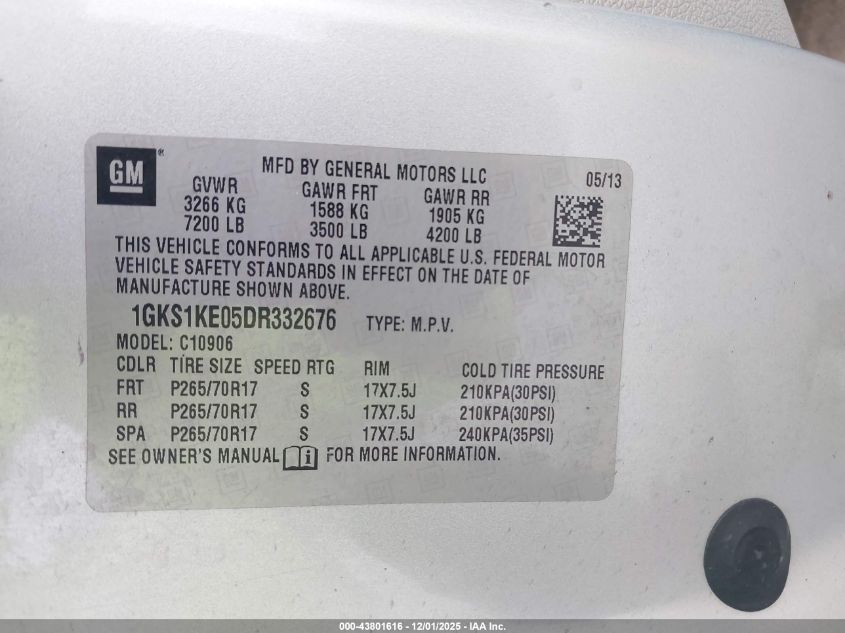 GM ®
MFD BY GENERAL MOTORS LLC 05/13
GVWR GAWR FRT GAWR RR
3266 KG 1588 KG 1905 KG
7200 LB 3500 LB 4200 LB
THIS VEHICLE CONFORMS TO ALL APPLICABLE U.S. FEDERAL MOTOR
VEHICLE SAFETY STANDARDS IN EFFECT ON THE DATE OF
MANUFACTURE SHOWN ABOVE.
1GKS1KE05DR332676 TYPE: M.P.V.
MODEL: C10906
CDLR TIRE SIZE SPEED RTG RIM COLD TIRE PRESSURE
FRT P265/70R17 S 17X7.5J 210KPA(30PSI)
RR P265/70R17 S 17X7.5J 210KPA(30PSI)
SPA P265/70R17 S 17X7.5J 240KPA(35PSI)
SEE OWNER'S MANUAL i FOR MORE INFORMATION.
000-43801616 - 12/01/2025 - IAA Inc.